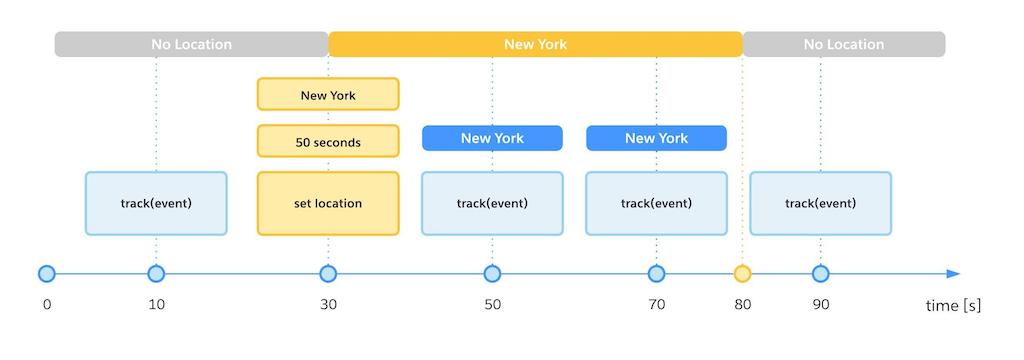 No Location
New York
No Location
New York
50 seconds
New York
New York
track(event)
set location
track(event)
track(event)
track(event)
0
10
30
50
70
80
90
time [s]